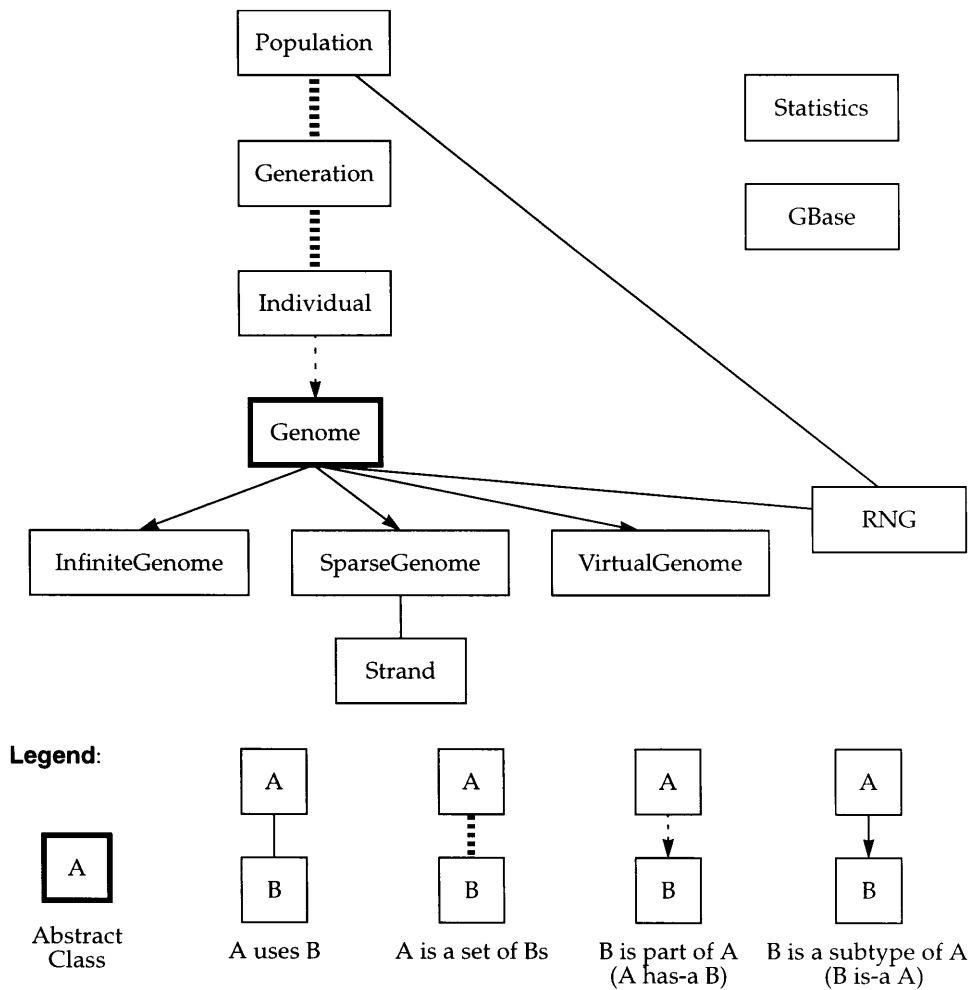 Population
Statistics
Generation
GBase
Individual
Genome
RNG
InfiniteGenome
SparseGenome
VirtualGenome
Strand
Legend:
A
A
A
A
A
B
B
B
B
Abstract
Class
A uses B
A is a set of Bs
B is part of A
(A has-a B)
B is a subtype of A
(B is-a A)